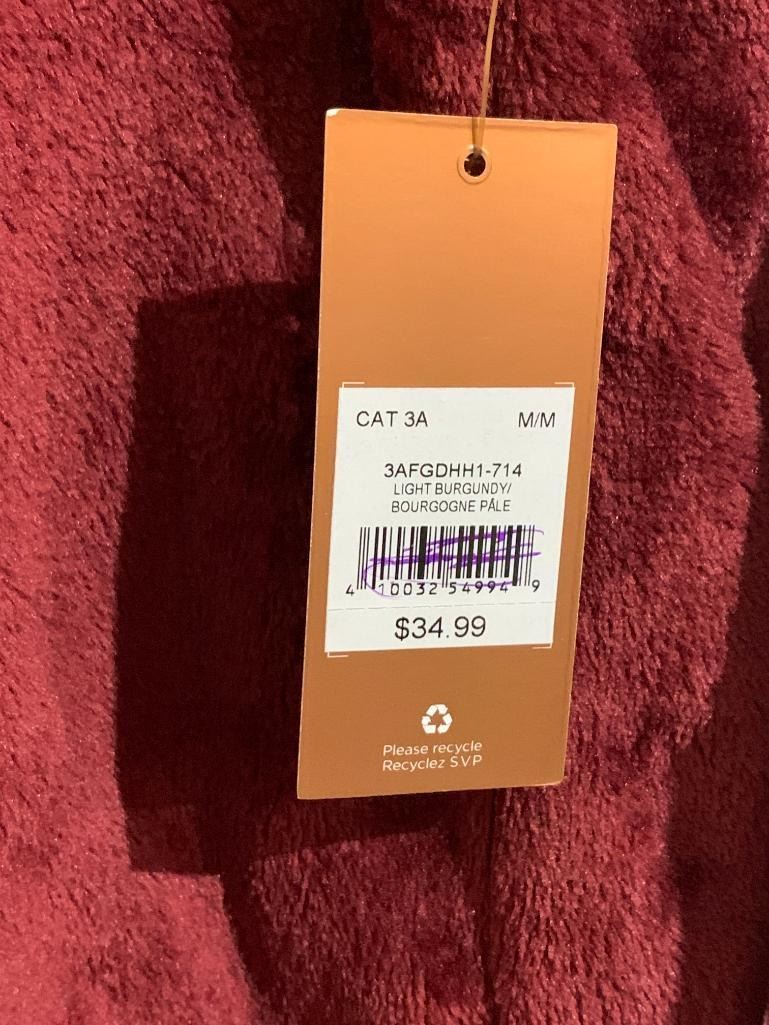 CAT 3A M/M
3AFGDHH1-714
LIGHT BURGUNDY/
BOURGOGNE PÂLE
4 10032 54994 9
$34.99
Please recycle
Recyclez SVP